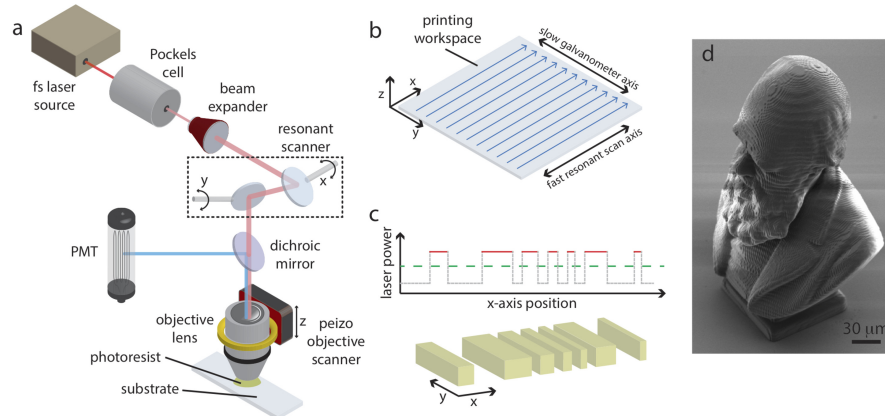 a
fs laser
source
Pockels
cell
beam
expander
resonant
scanner
y
x
PMT
dichroic
mirror
objective
lens
z
peizo
objective
scanner
photoresist
substrate
b
printing
workspace
slow galvanometer
axis
z
x
y
fast resonant scan axis
c
laser power
x-axis position
y
x
d
30 µm